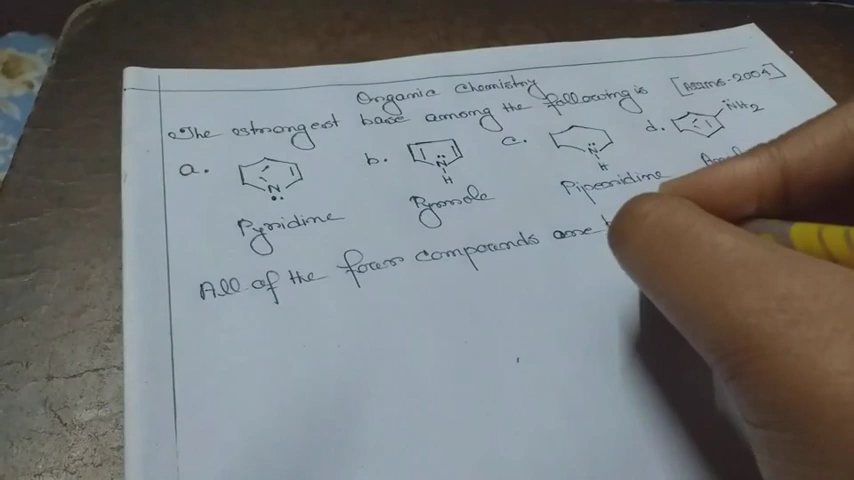 Organic Chemistry
The strongest base among the following is [Assms-2004]
a. N b. N H c. N H d. NH2
Pyridine Pyrrole Piperidine
All of the four compounds are